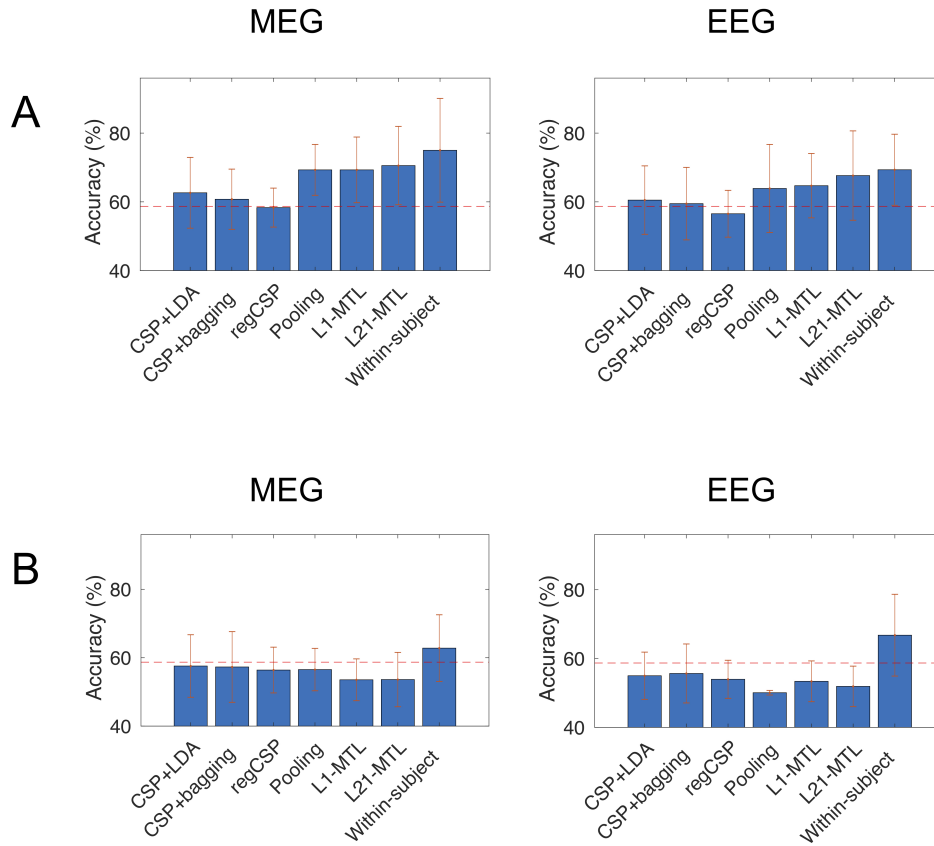 MEG
EEG
A
Accuracy (%)
80
60
40
CSP+LDA
CSP+bagging
regCSP
Pooling
L1-MTL
L21-MTL
Within-subject
Accuracy (%)
80
60
40
CSP+LDA
CSP+bagging
regCSP
Pooling
L1-MTL
L21-MTL
Within-subject
MEG
EEG
B
Accuracy (%)
80
60
40
CSP+LDA
CSP+bagging
regCSP
Pooling
L1-MTL
L21-MTL
Within-subject
Accuracy (%)
80
60
40
CSP+LDA
CSP+bagging
regCSP
Pooling
L1-MTL
L21-MTL
Within-subject